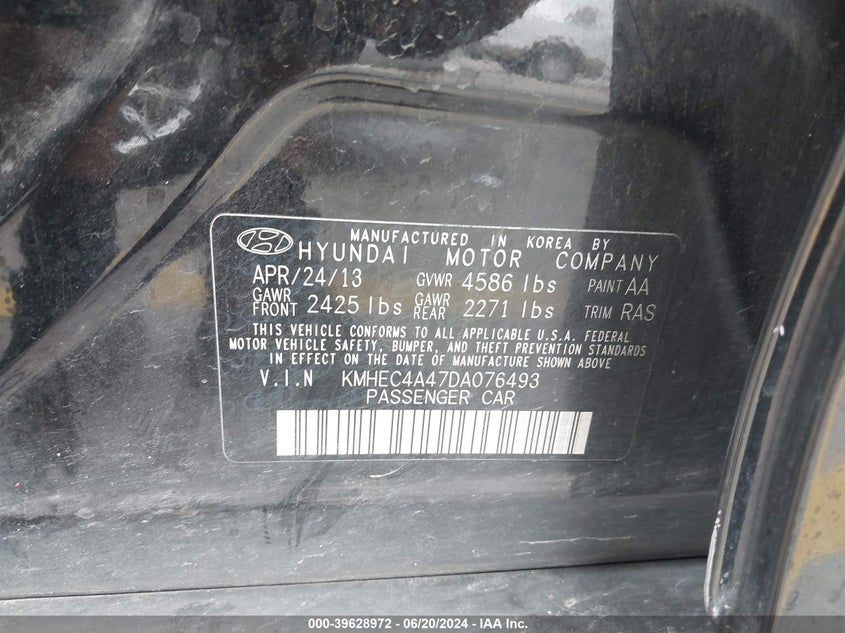 MANUFACTURED IN KOREA BY
HYUNDAI MOTOR COMPANY
APR/24/13 GVWR 4586 lbs PAINT AA
GAWR FRONT 2425 lbs GAWR REAR 2271 lbs TRIM RAS
THIS VEHICLE CONFORMS TO ALL APPLICABLE U.S.A. FEDERAL
MOTOR VEHICLE SAFETY, BUMPER, AND THEFT PREVENTION STANDARDS
IN EFFECT ON THE DATE OF MANUFACTURE SHOWN ABOVE
V.I.N KMHEC4A47DA076493
PASSENGER CAR
000-39628972 - 06/20/2024 - IAA Inc.